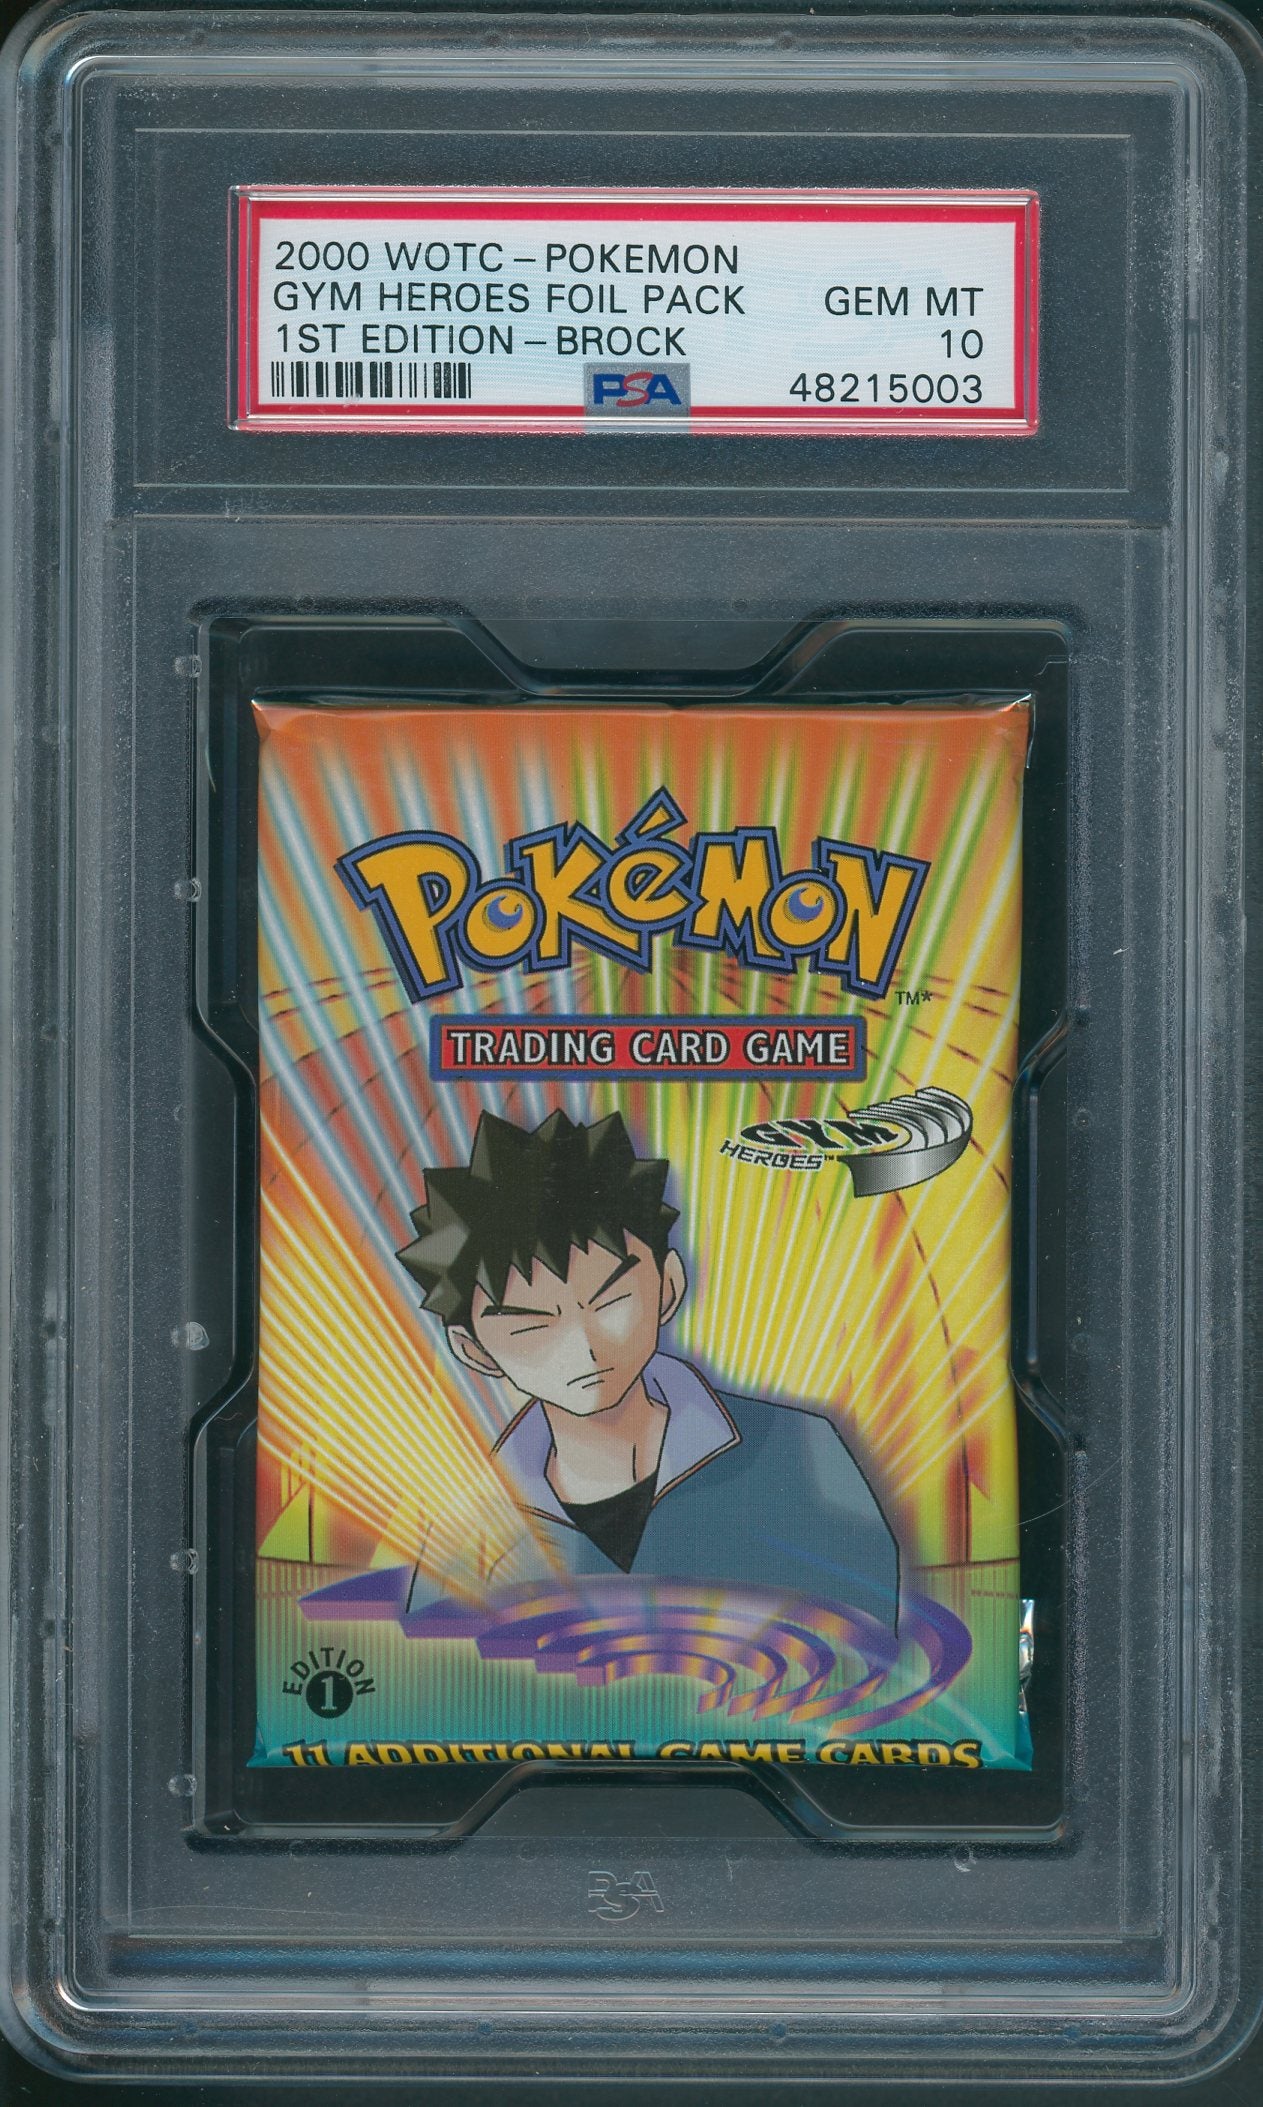 2000 WOTC – POKEMON
GYM HEROES FOIL PACK GEM MT
1ST EDITION – BROCK 10
PSA 48215003
POKéMON
TM*
TRADING CARD GAME
GYM
HEROES™
EDITION
1
11 ADDITIONAL GAME CARDS
PSA